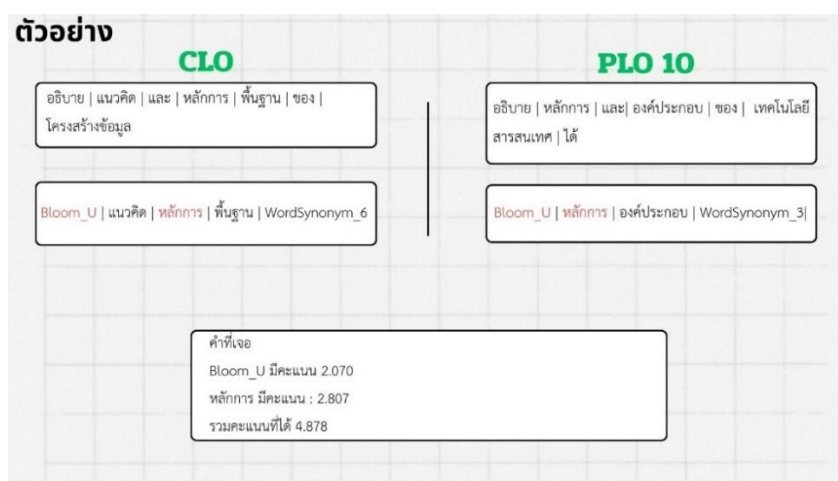 ตัวอย่าง
CLO
PLO 10
อธิบาย | แนวคิด | และ | หลักการ | พื้นฐาน | ของ |
โครงสร้างข้อมูล
อธิบาย | หลักการ | และ| องค์ประกอบ | ของ | เทคโนโลยี
สารสนเทศ | ได้
Bloom_U | แนวคิด | หลักการ | พื้นฐาน | WordSynonym_6
Bloom_U | หลักการ | องค์ประกอบ | WordSynonym_3|
คำที่เจอ
Bloom_U มีคะแนน 2.070
หลักการ มีคะแนน : 2.807
รวมคะแนนที่ได้ 4.878